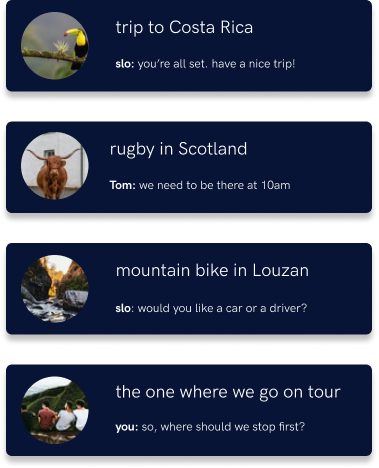 trip to Costa Rica
slo: you're all set. have a nice trip!
rugby in Scotland
Tom: we need to be there at 10am
mountain bike in Louzan
slo: would you like a car or a driver?
the one where we go on tour
you: so, where should we stop first?